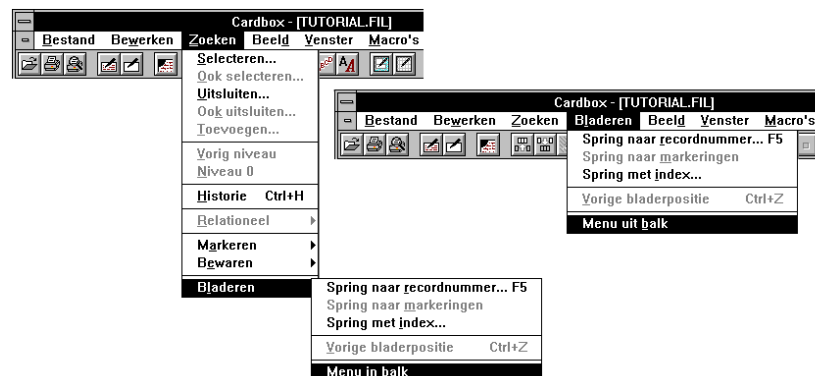 Cardbox - [TUTORIAL.FIL]
Bestand Bewerken Zoeken Beeld Venster Macro's
Selecteren...
Ook selecteren...
Uitsluiten...
Ook uitsluiten...
Toevoegen...
Vorig niveau
Niveau 0
Historie Ctrl+H
Relationeel
Markeren
Bewaren
Bladeren
Spring naar recordnummer... F5
Spring naar markeringen
Spring met index...
Vorige bladerpositie Ctrl+Z
Menu in balk
Cardbox - [TUTORIAL.FIL]
Bestand Bewerken Zoeken Bladeren Beeld Venster Macro's
Spring naar recordnummer... F5
Spring naar markeringen
Spring met index...
Vorige bladerpositie Ctrl+Z
Menu uit balk